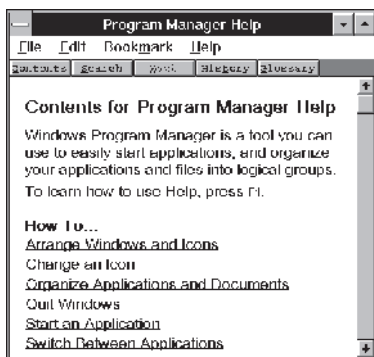 Program Manager Help
File Edit Bookmark Help
Contents Search Back History Glossary
Contents for Program Manager Help
Windows Program Manager is a tool you can
use to easily start applications, and organize
your applications and files into logical groups.
To learn how to use Help, press F1.
How To...
Arrange Windows and Icons
Change an Icon
Organize Applications and Documents
Quit Windows
Start an Application
Switch Between Applications